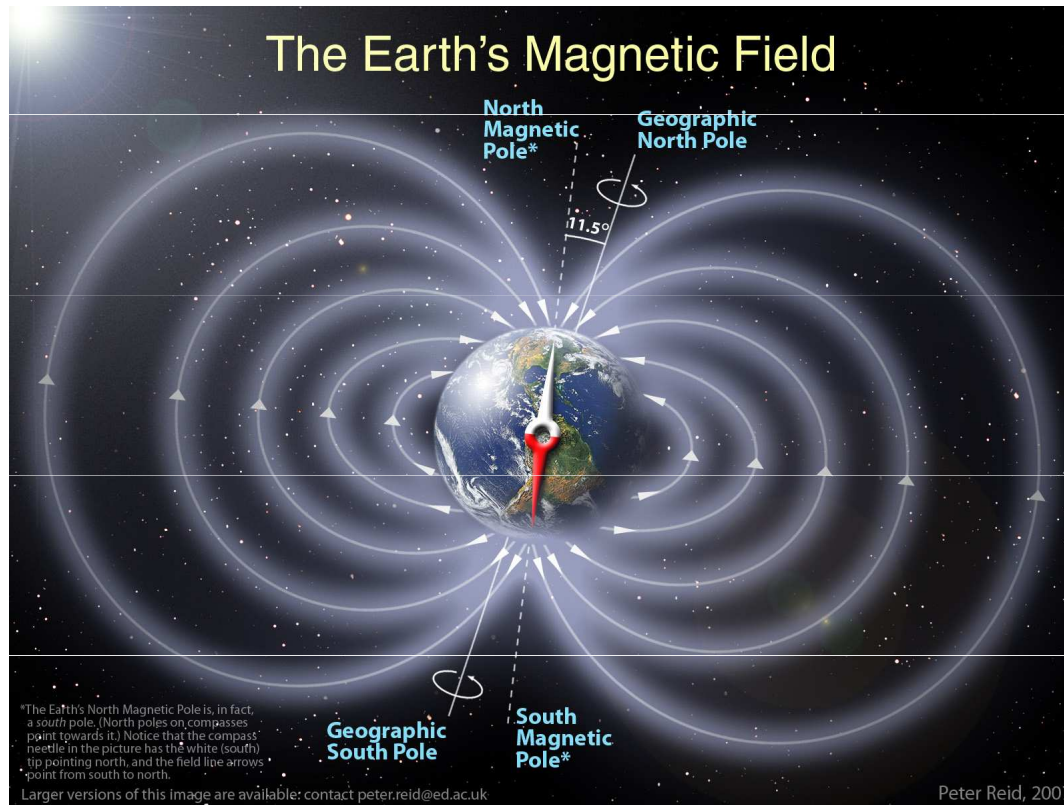 The Earth's Magnetic Field
North
Magnetic
Pole*
Geographic
North Pole
11.5°
Geographic
South Pole
South
Magnetic
Pole*
*The Earth's North Magnetic Pole is, in fact,
a south pole. (North poles on compasses
point towards it.) Notice that the compass
needle in the picture has the white (south)
tip pointing north, and the field line arrows
point from south to north.
Larger versions of this image are available: contact peter.reid@ed.ac.uk
Peter Reid, 200